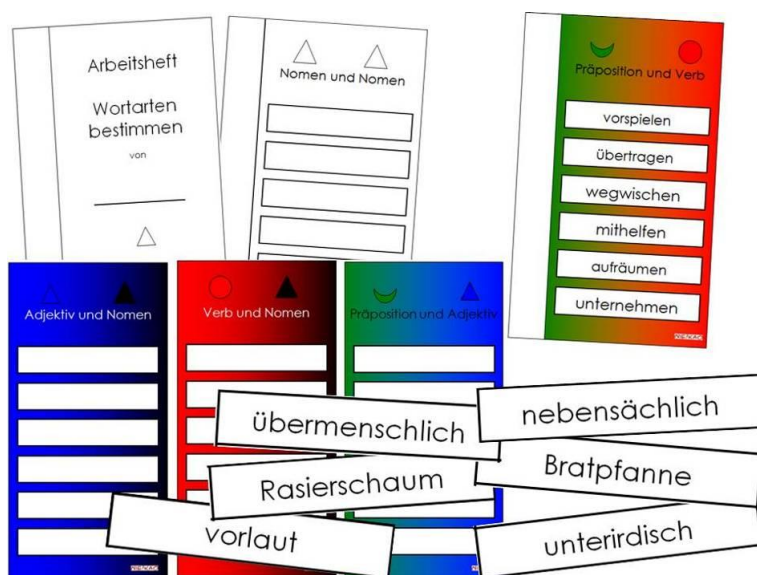 Arbeitsheft
Wortarten
bestimmen
von
Nomen und Nomen
Präposition und Verb
vorspielen
übertragen
wegwischen
mithelfen
aufräumen
unternehmen
Adjektiv und Nomen
Verb und Nomen
Präposition und Adjektiv
übermenschlich
nebensächlich
Rasierschaum
Bratpfanne
vorlaut
unterirdisch